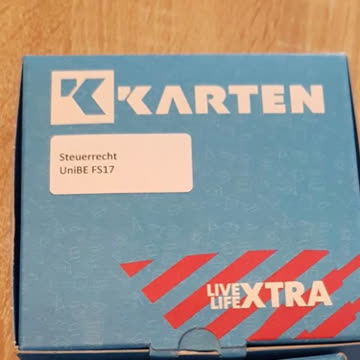 K KARTEN
Steuerrecht
UniBE FS17
LIVE
LIFE XTRA